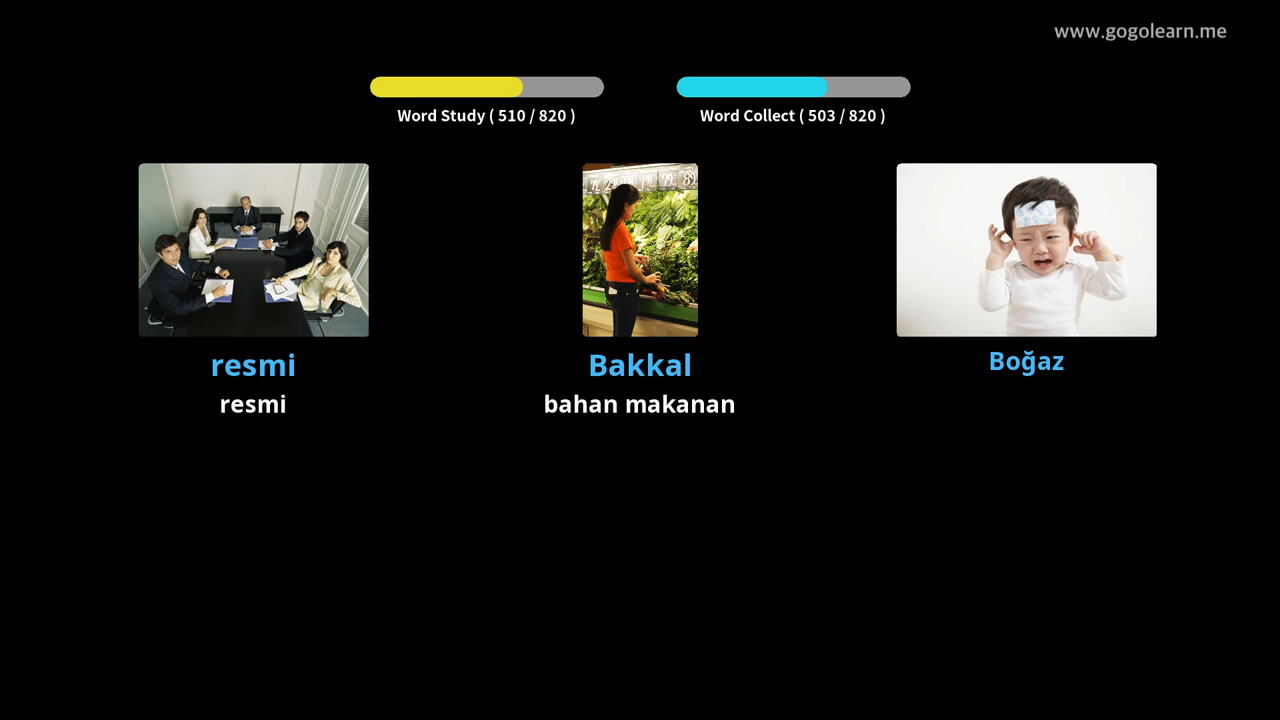 www.gogolearn.me
Word Study ( 510 / 820 )
Word Collect ( 503 / 820 )
resmi
Bakkal
Boğaz
resmi
bahan makanan